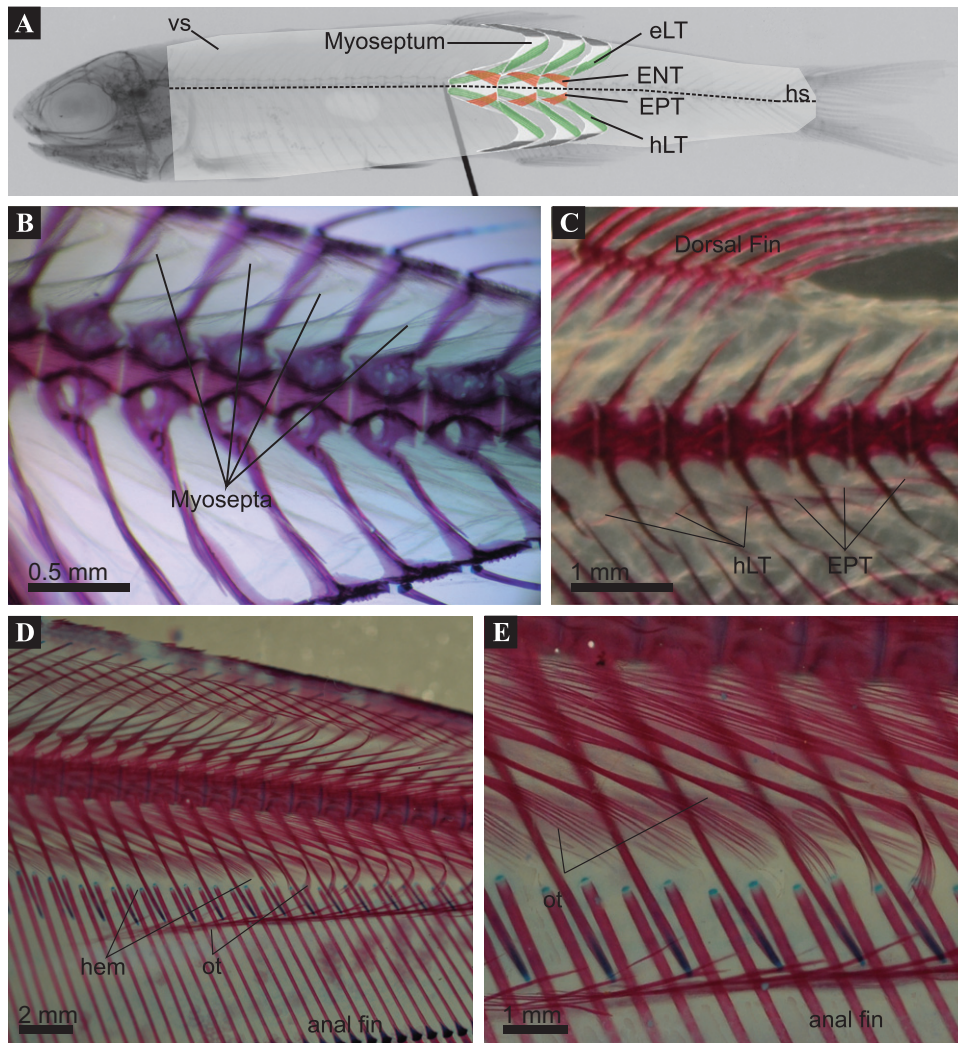 A
vs
Myoseptum
eLT
ENT
EPT
hs
hLT
B
Myosepta
0.5 mm
C
Dorsal Fin
hLT
EPT
1 mm
D
hem
ot
2 mm
anal fin
E
ot
1 mm
anal fin